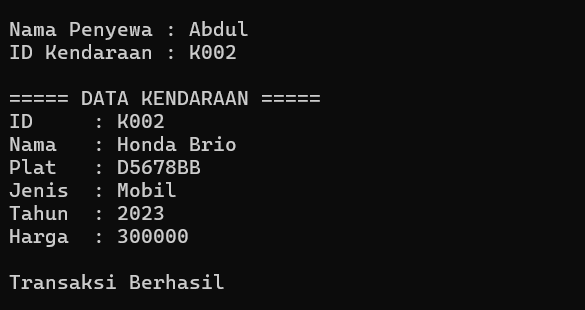 Nama Penyewa : Abdul
ID Kendaraan : K002
===== DATA KENDARAAN =====
ID     : K002
Nama   : Honda Brio
Plat   : D5678BB
Jenis  : Mobil
Tahun  : 2023
Harga  : 300000
Transaksi Berhasil